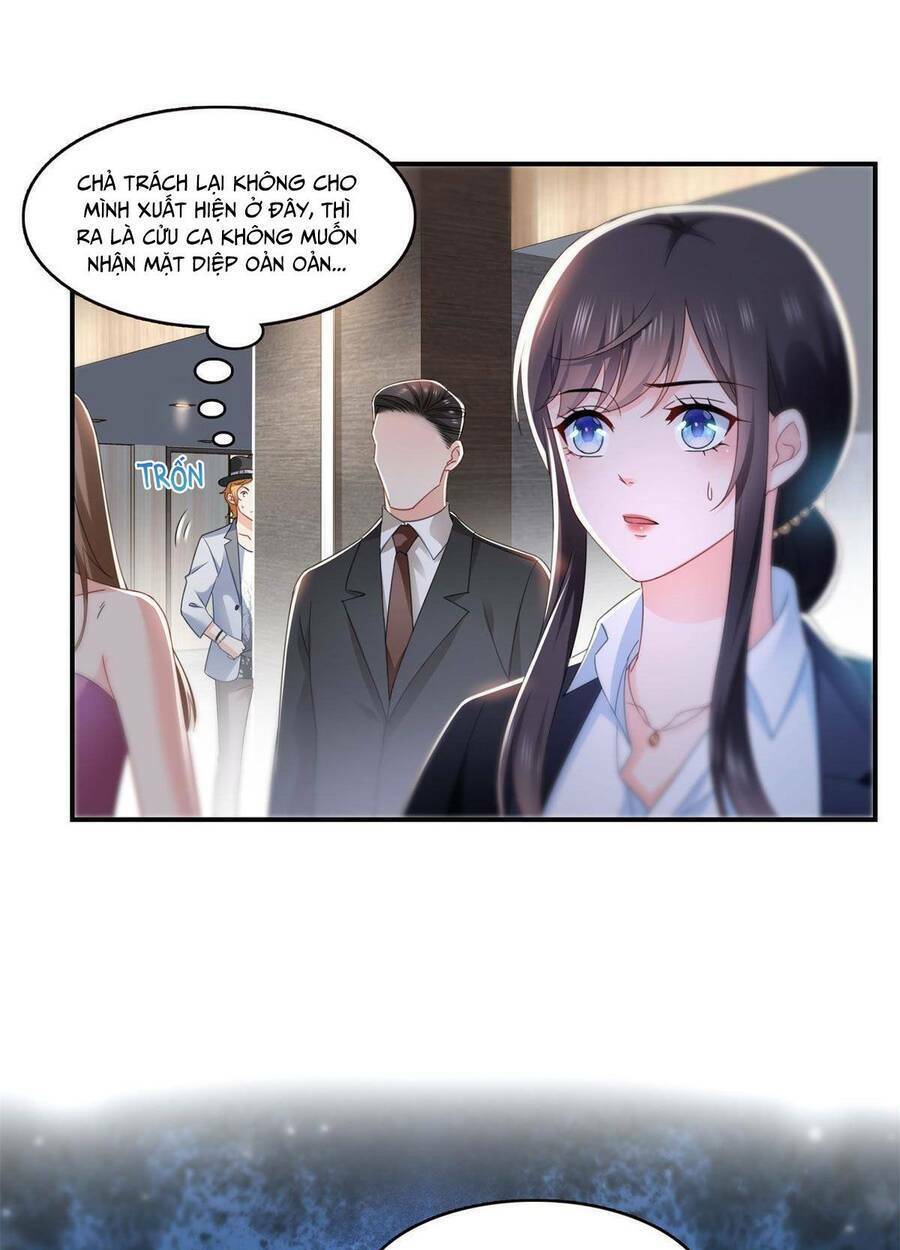 CHẢ TRÁCH LẠI KHÔNG CHO
MÌNH XUẤT HIỆN Ở ĐÂY, THÌ
RA LÀ CỬU CA KHÔNG MUỐN
NHẬN MẶT DIỆP OẢN OẢN...
TRỐN